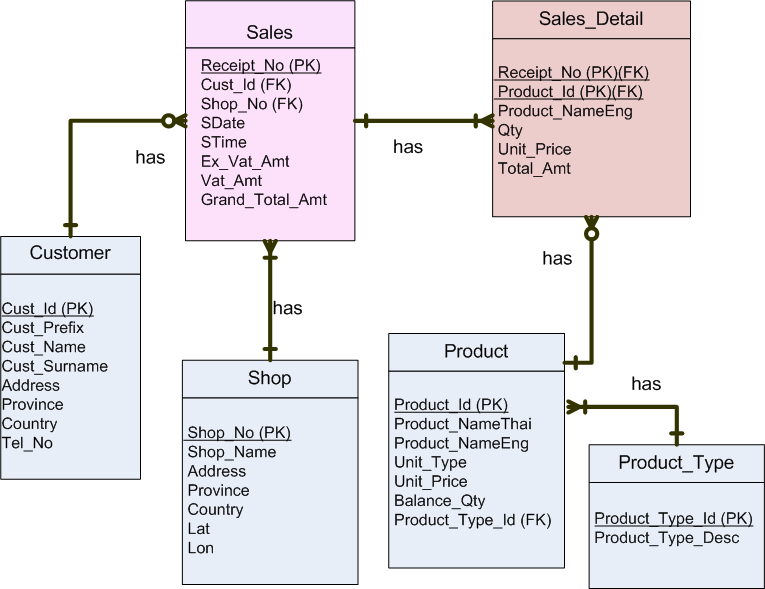 Sales
Receipt_No (PK)
Cust_Id (FK)
Shop_No (FK)
SDate
STime
Ex_Vat_Amt
Vat_Amt
Grand_Total_Amt
Sales_Detail
Receipt_No (PK)(FK)
Product_Id (PK)(FK)
Product_NameEng
Qty
Unit_Price
Total_Amt
has
has
Customer
Cust_Id (PK)
Cust_Prefix
Cust_Name
Cust_Surname
Address
Province
Country
Tel_No
has
has
Shop
Shop_No (PK)
Shop_Name
Address
Province
Country
Lat
Lon
Product
Product_Id (PK)
Product_NameThai
Product_NameEng
Unit_Type
Unit_Price
Balance_Qty
Product_Type_Id (FK)
has
Product_Type
Product_Type_Id (PK)
Product_Type_Desc